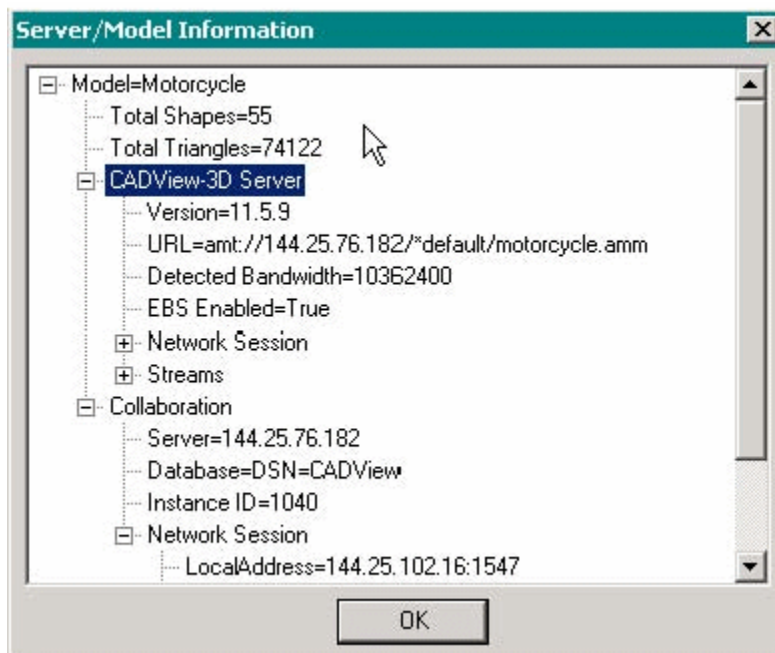 Server/Model Information
Model=Motorcycle
Total Shapes=55
Total Triangles=74122
CADView-3D Server
Version=11.5.9
URL=amt://144.25.76.182/*default/motorcycle.amm
Detected Bandwidth=10362400
EBS Enabled=True
Network Session
Streams
Collaboration
Server=144.25.76.182
Database=DSN=CADView
Instance ID=1040
Network Session
LocalAddress=144.25.102.16:1547
OK